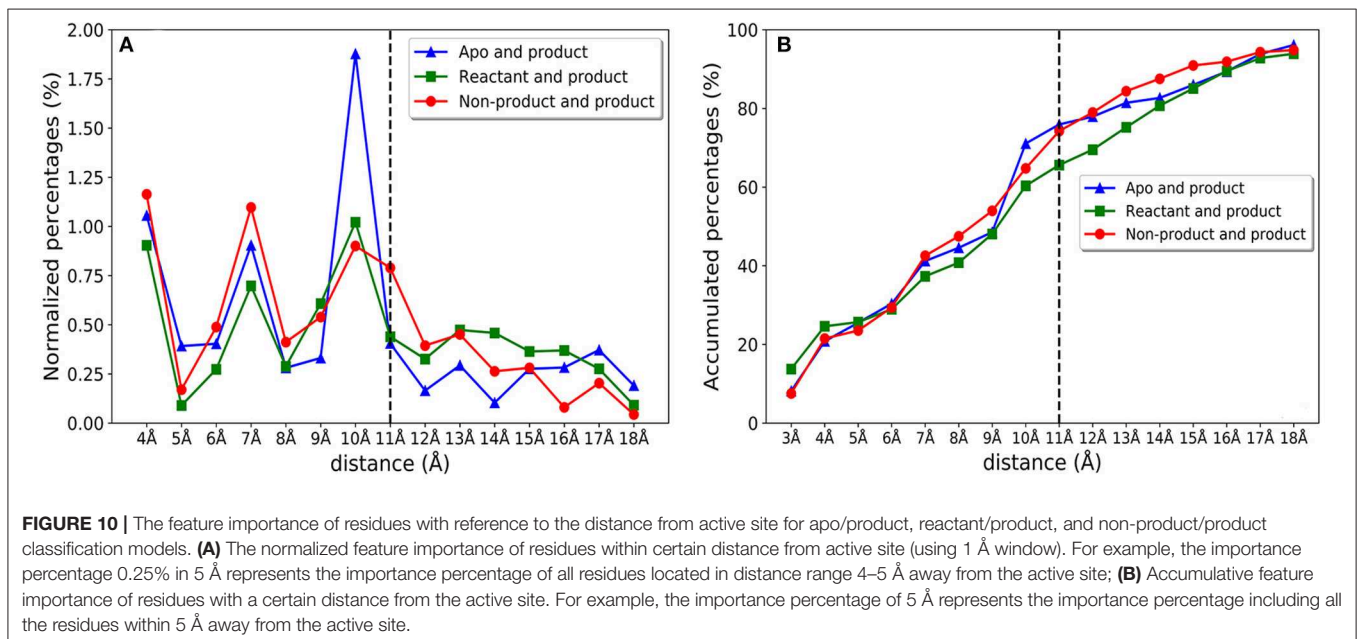 A
2.00
1.75
1.50
1.25
1.00
0.75
0.50
0.25
0.00
Normalized percentages (%)
Apo and product
Reactant and product
Non-product and product
4Å 5Å 6Å 7Å 8Å 9Å 10Å 11Å 12Å 13Å 14Å 15Å 16Å 17Å 18Å
distance (Å)
B
100
80
60
40
20
0
Accumulated percentages (%)
Apo and product
Reactant and product
Non-product and product
3Å 4Å 5Å 6Å 7Å 8Å 9Å 10Å 11Å 12Å 13Å 14Å 15Å 16Å 17Å 18Å
distance (Å)
FIGURE 10 | The feature importance of residues with reference to the distance from active site for apo/product, reactant/product, and non-product/product
classification models. (A) The normalized feature importance of residues within certain distance from active site (using 1 Å window). For example, the importance
percentage 0.25% in 5 Å represents the importance percentage of all residues located in distance range 4–5 Å away from the active site; (B) Accumulative feature
importance of residues with a certain distance from the active site. For example, the importance percentage of 5 Å represents the importance percentage including all
the residues within 5 Å away from the active site.